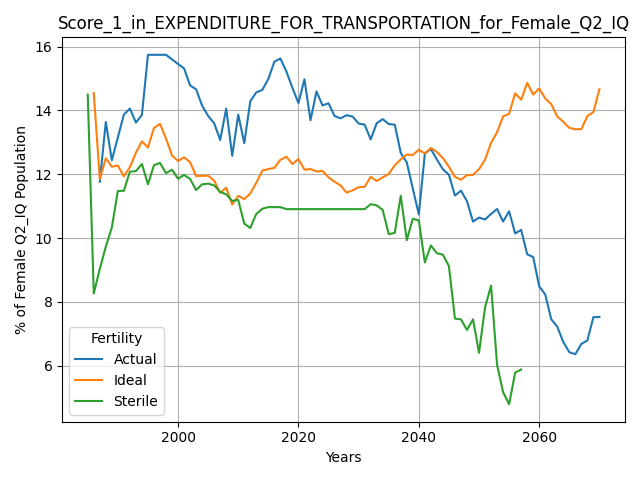 Score_1_in_EXPENDITURE_FOR_TRANSPORTATION_for_Female_Q2_IQ
% of Female Q2_IQ Population
16
14
12
10
8
6
Fertility
Actual
Ideal
Sterile
2000 2020 2040 2060
Years